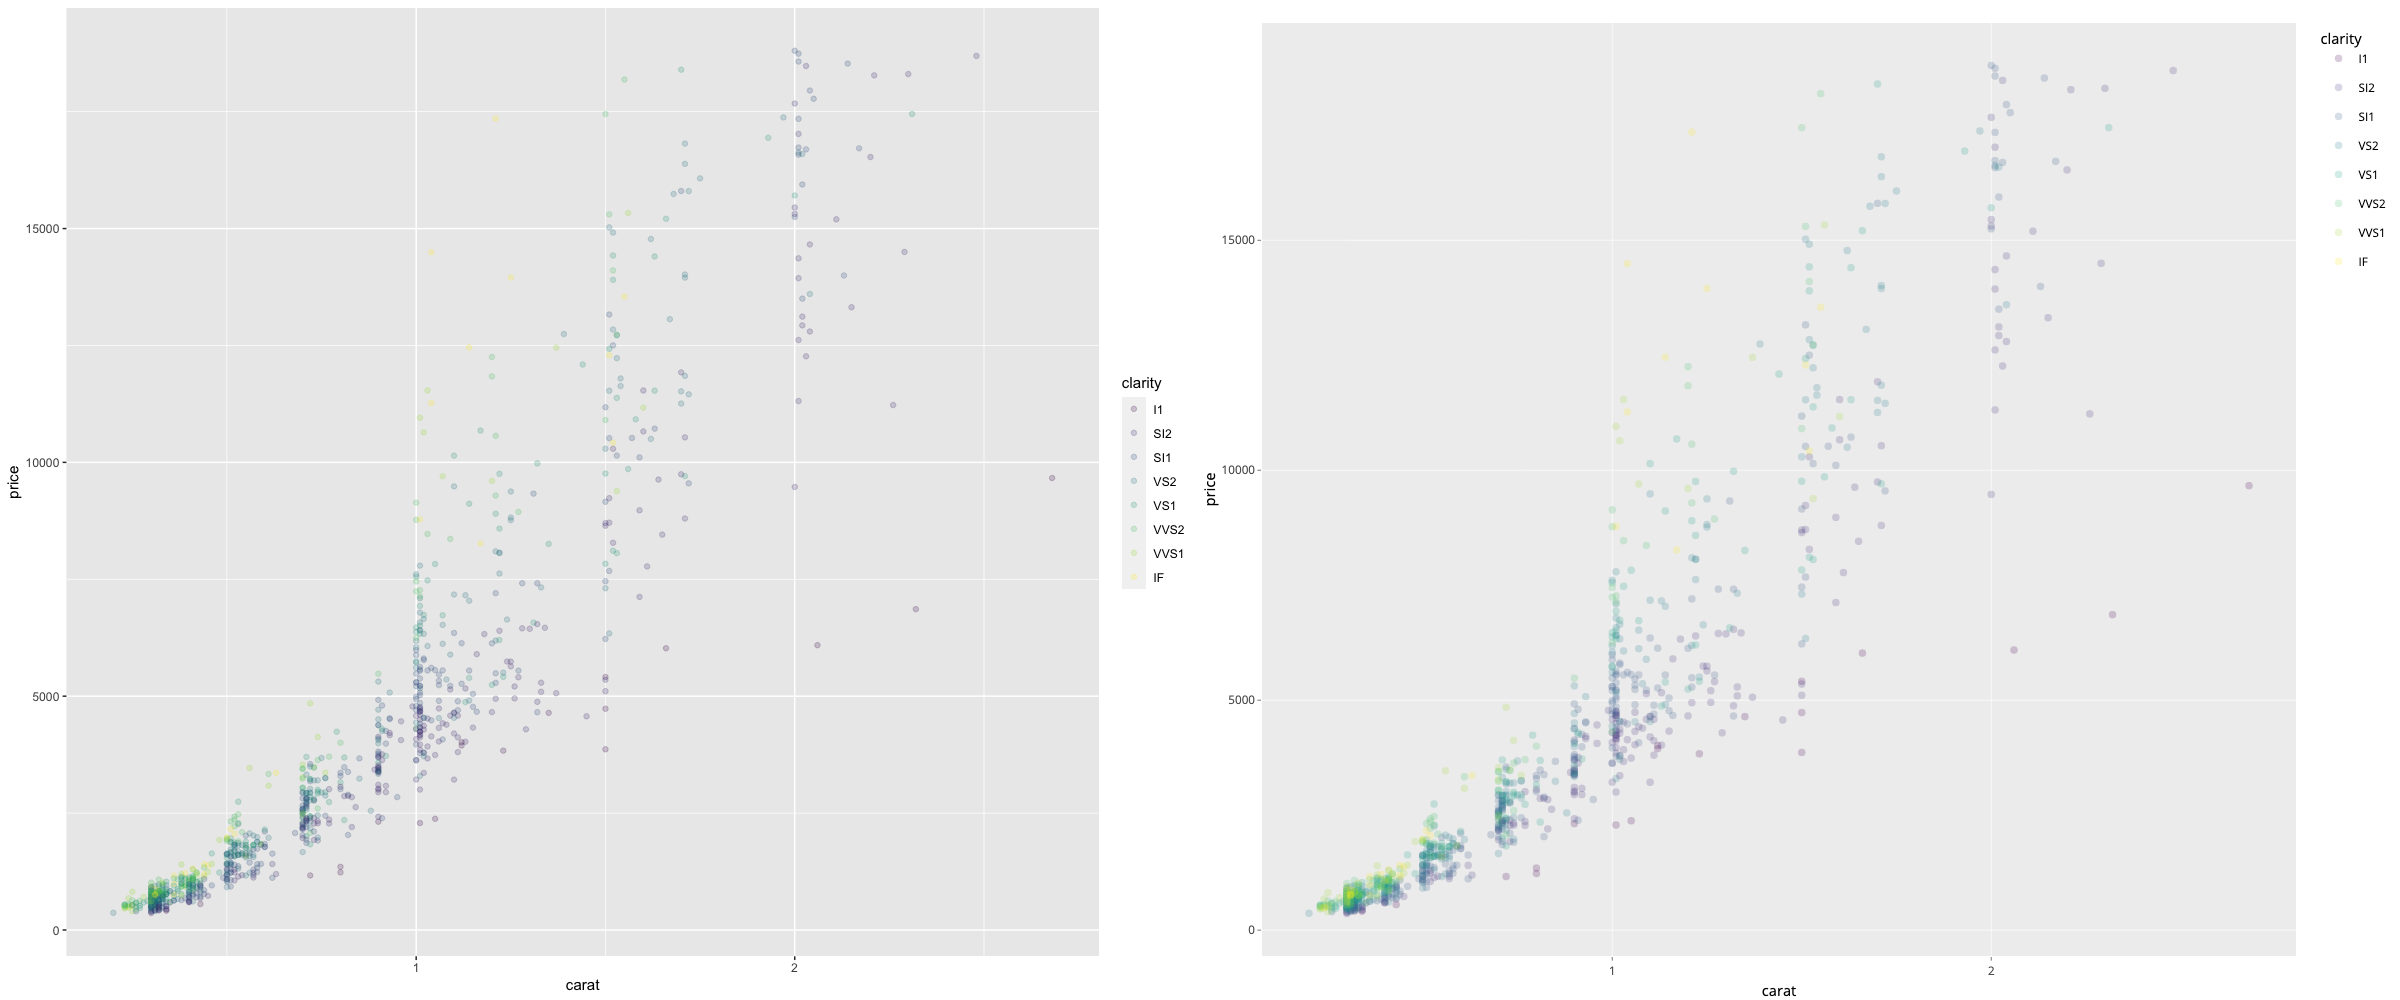 15000
10000
5000
0
price
1
2
carat
clarity
I1
SI2
SI1
VS2
VS1
VVS2
VVS1
IF
15000
10000
5000
0
price
1
2
carat
clarity
I1
SI2
SI1
VS2
VS1
VVS2
VVS1
IF